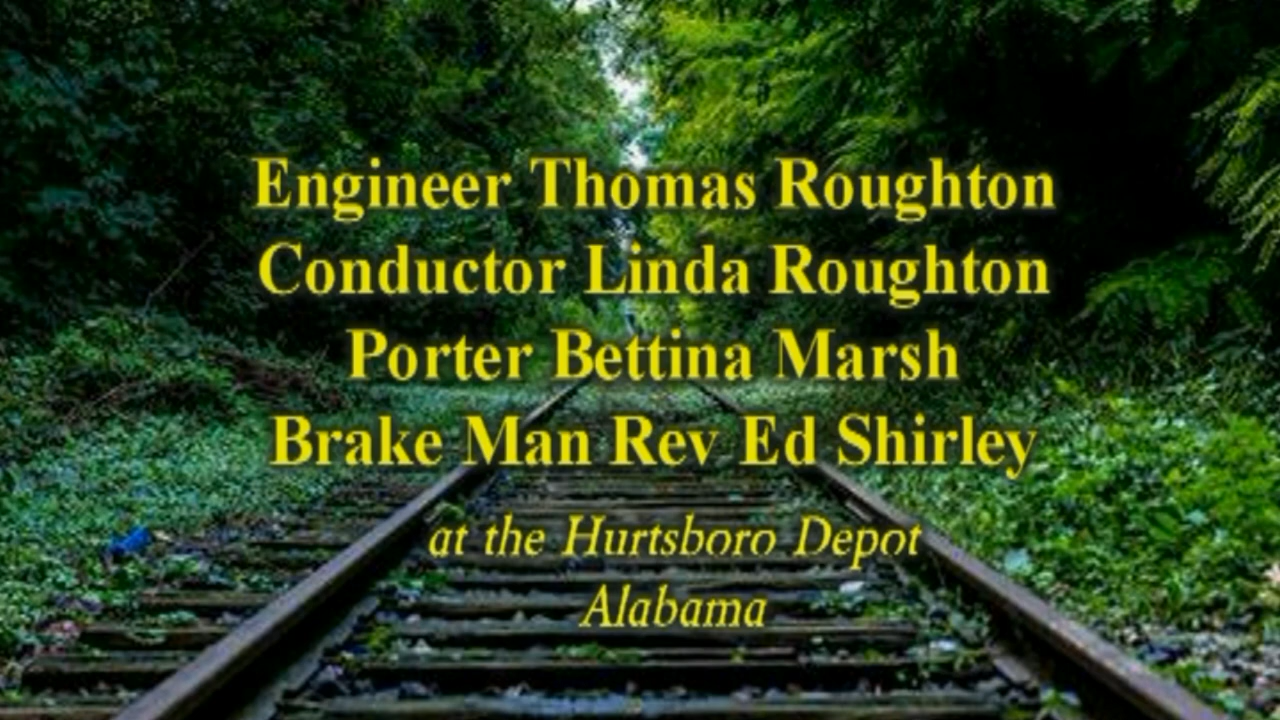 Engineer Thomas Roughton
Conductor Linda Roughton
Porter Bettina Marsh
Brake Man Rev Ed Shirley
at the Hurtsboro Depot
Alabama